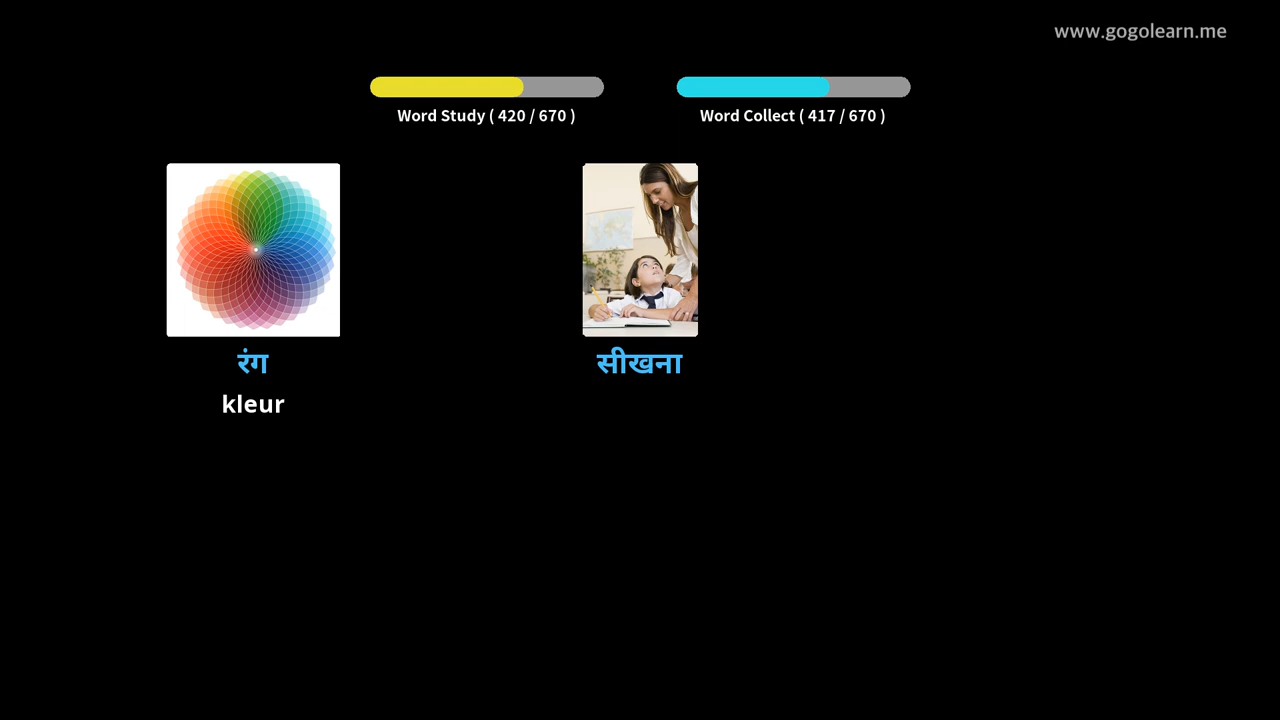 www.gogolearn.me
Word Study ( 420 / 670 )
Word Collect ( 417 / 670 )
रंग
सीखना
kleur